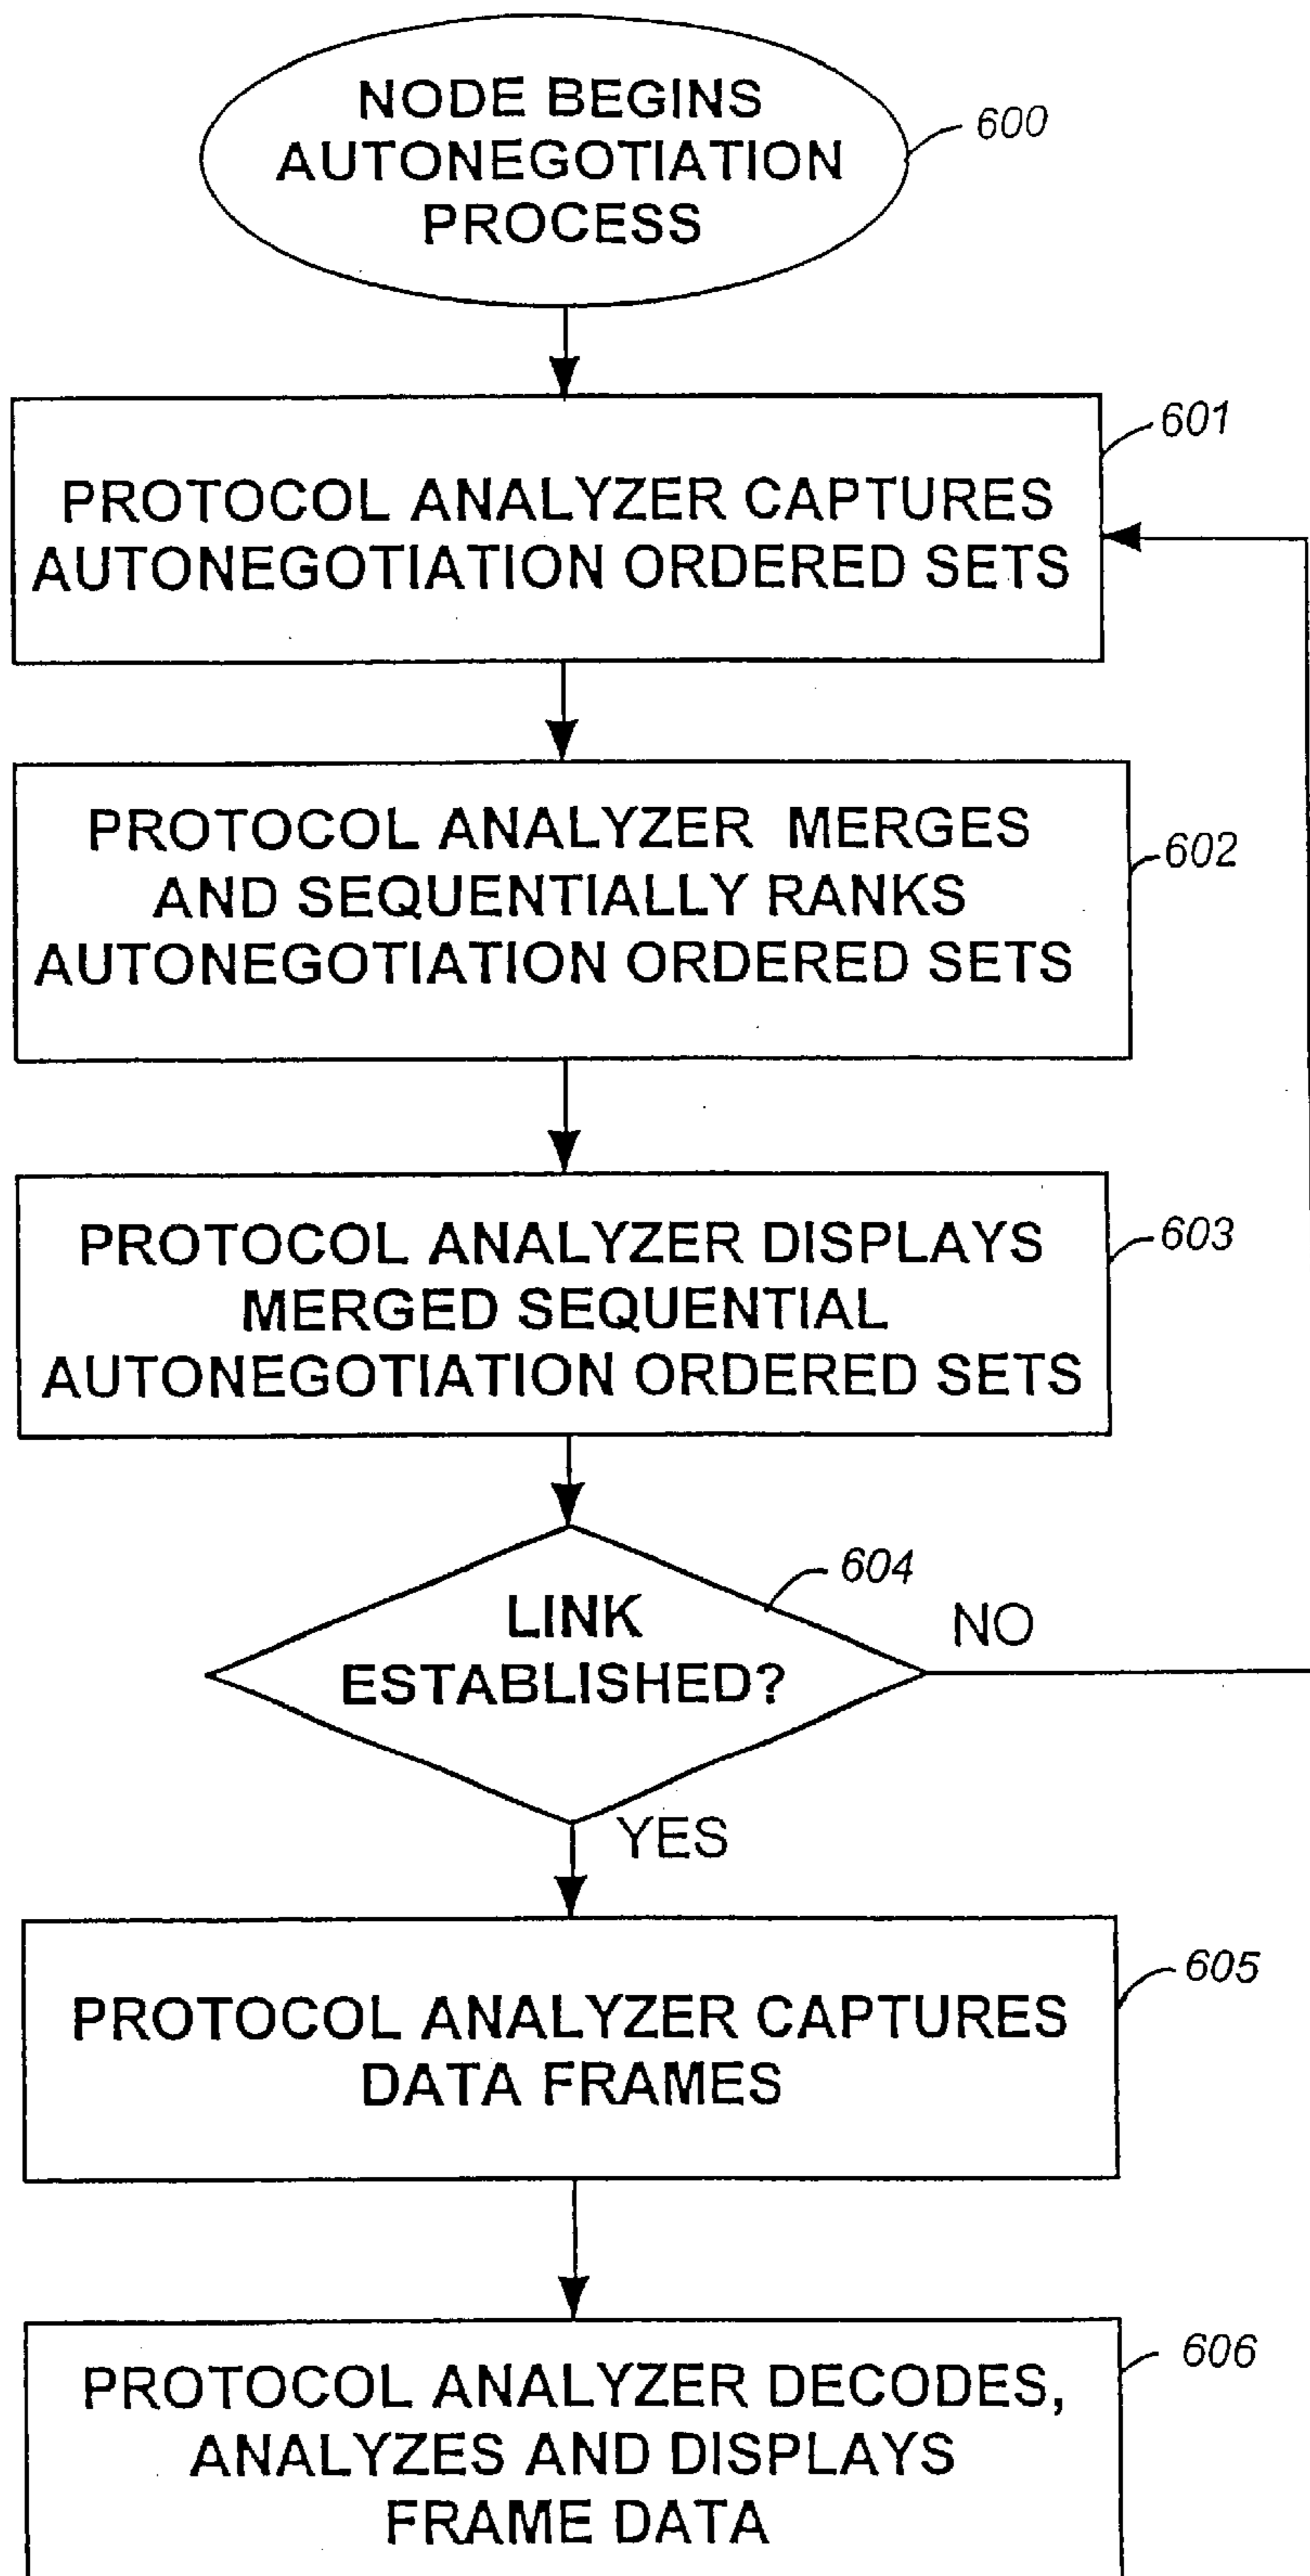 NODE BEGINS
AUTONEGOTIATION
PROCESS
600
601
PROTOCOL ANALYZER CAPTURES
AUTONEGOTIATION ORDERED SETS
PROTOCOL ANALYZER MERGES
AND SEQUENTIALLY RANKS
AUTONEGOTIATION ORDERED SETS
602
PROTOCOL ANALYZER DISPLAYS
MERGED SEQUENTIAL
AUTONEGOTIATION ORDERED SETS
603
604
LINK
ESTABLISHED?
NO
YES
605
PROTOCOL ANALYZER CAPTURES
DATA FRAMES
606
PROTOCOL ANALYZER DECODES,
ANALYZES AND DISPLAYS
FRAME DATA